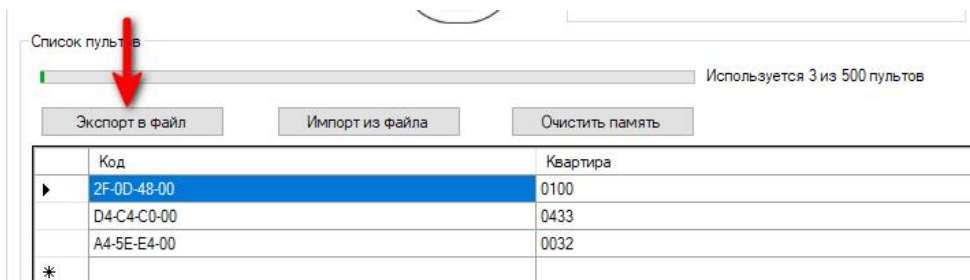 Список пультов
Используется 3 из 500 пультов
Экспорт в файл Импорт из файла Очистить память
Код Квартира
2F-0D-48-00 0100
D4-C4-C0-00 0433
A4-5E-E4-00 0032
*